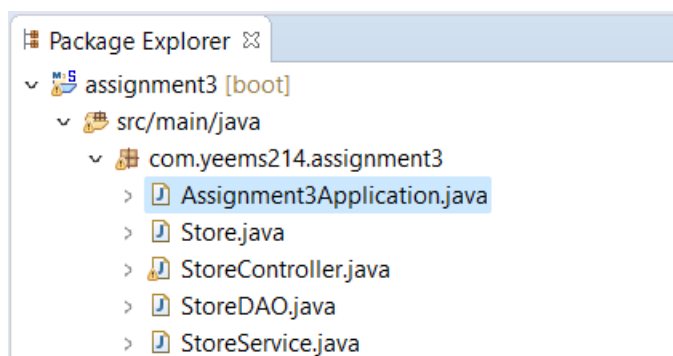 Package Explorer
assignment3 [boot]
src/main/java
com.yeems214.assignment3
Assignment3Application.java
Store.java
StoreController.java
StoreDAO.java
StoreService.java